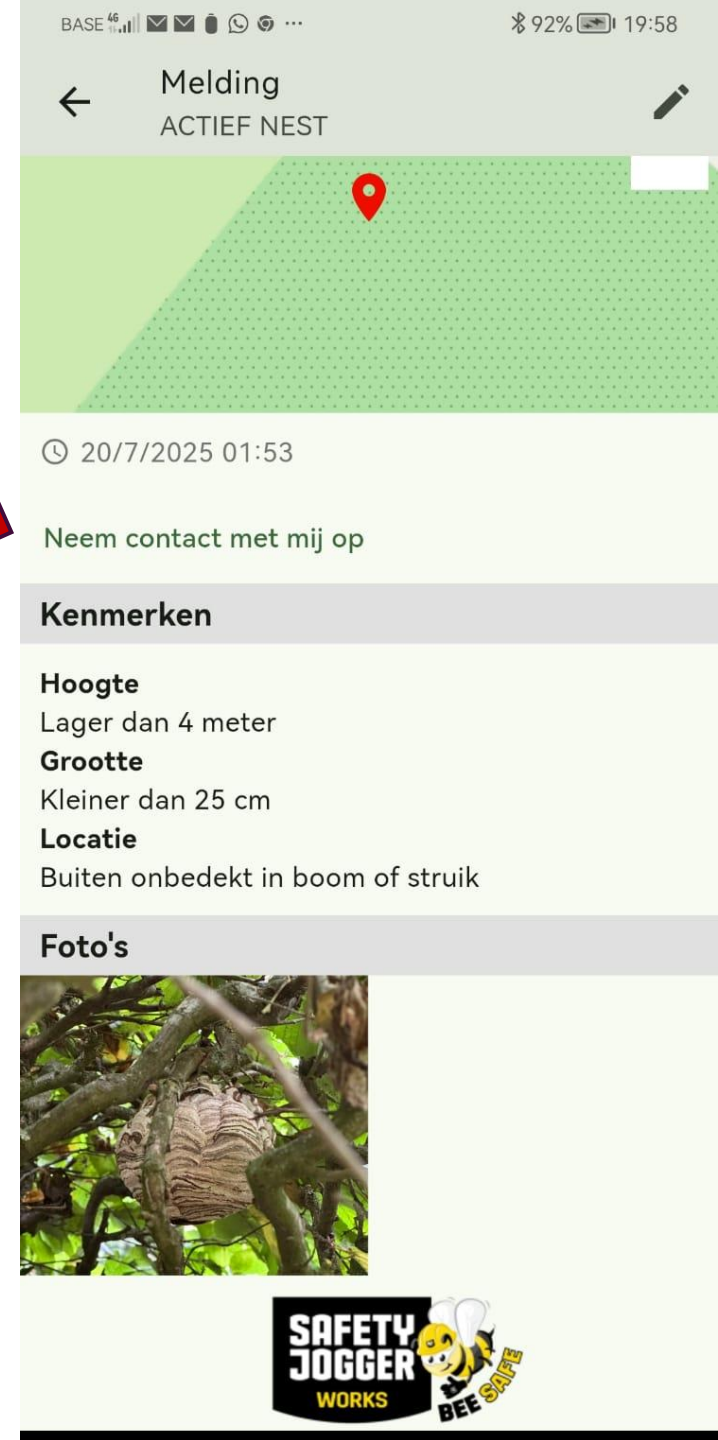 BASE 4G 92% 19:58
Melding
ACTIEF NEST
20/7/2025 01:53
Neem contact met mij op
Kenmerken
Hoogte
Lager dan 4 meter
Grootte
Kleiner dan 25 cm
Locatie
Buiten onbedekt in boom of struik
Foto's
SAFETY
JOGGER
WORKS
BEE SAFE